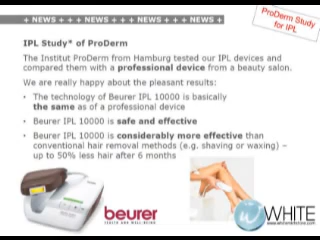 + NEWS + + + NEWS + + + NEWS + + + NEWS +
ProDerm Study
for IPL
IPL Study* of ProDerm
The Institut ProDerm from Hamburg tested our IPL devices and
compared them with a professional device from a beauty salon.
We are really happy about the pleasant results:
• The technology of Beurer IPL 10000 is basically
the same as of a professional device
• Beurer IPL 10000 is safe and effective
• Beurer IPL 10000 is considerably more effective than
conventional hair removal methods (e.g. shaving or waxing) –
up to 50% less hair after 6 months
beurer
HEALTH AND WELL-BEING
WHITE